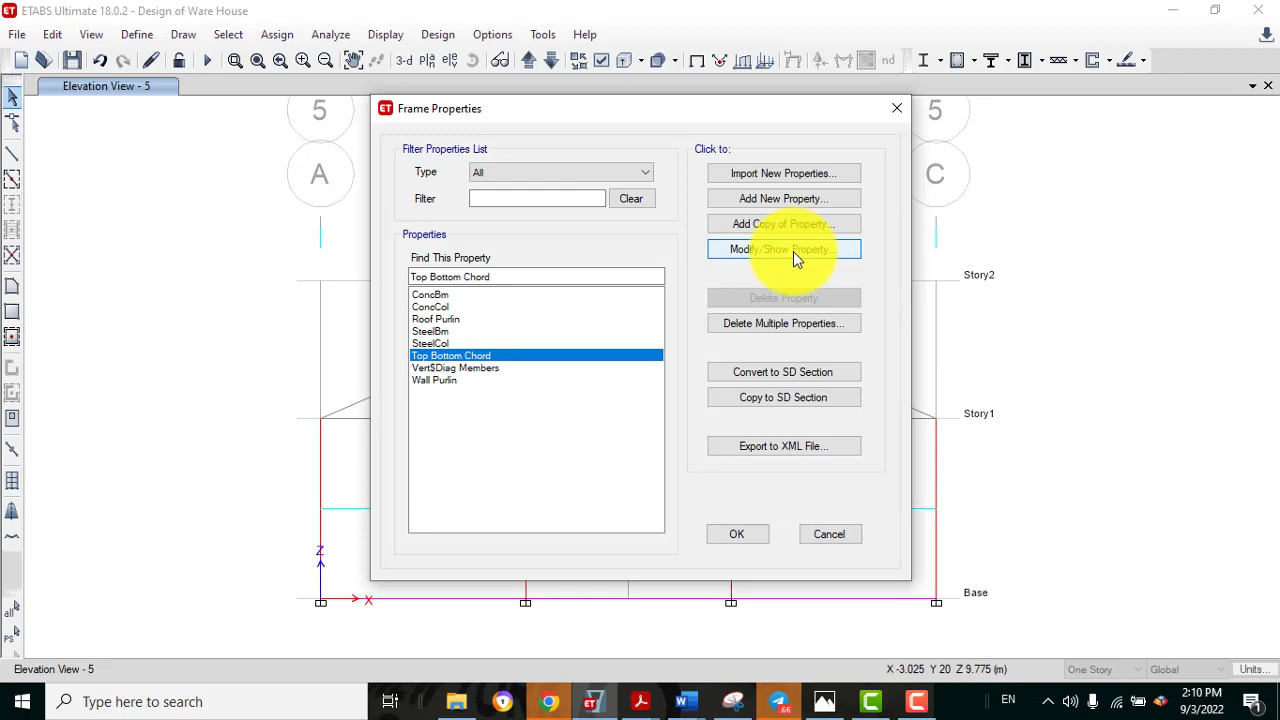 ETABS Ultimate 18.0.2 - Design of Ware House
File Edit View Define Draw Select Assign Analyze Display Design Options Tools Help
3-d nd
Elevation View - 5
5 5
A C
Frame Properties
Filter Properties List
Type All
Filter Clear
Properties
Find This Property
Top Bottom Chord
ConcBm
ConcCol
Roof Purlin
SteelBm
SteelCol
Top Bottom Chord
Vert$Diag Members
Wall Purlin
Click to:
Import New Properties...
Add New Property...
Add Copy of Property...
Modify/Show Property...
Delete Property
Delete Multiple Properties...
Convert to SD Section
Copy to SD Section
Export to XML File...
OK Cancel
Story2
Story1
Base
Z
X
all
PS
Elevation View - 5 X -3.025 Y 20 Z 9.775 (m) One Story Global Units...
Type here to search EN 2:10 PM
9/3/2022